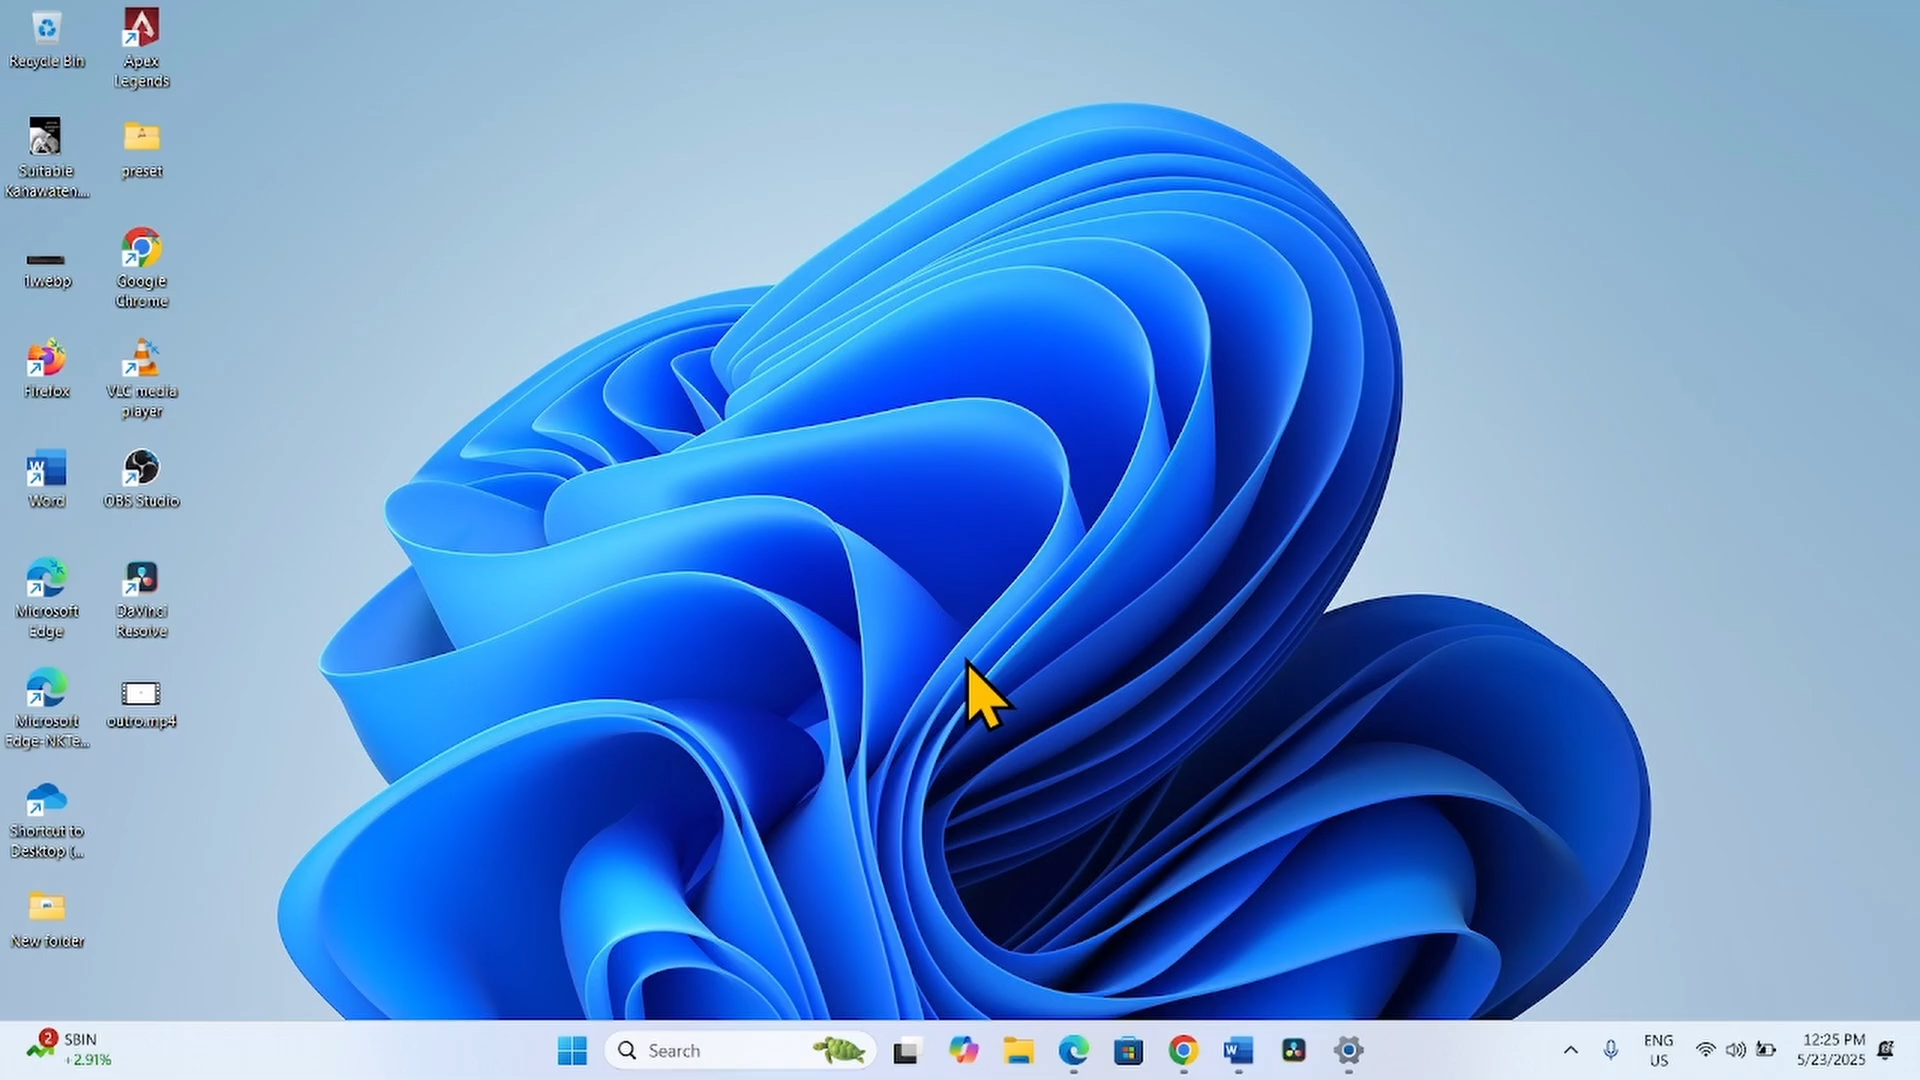 Recycle Bin
Apex
Legends
Suitable
Kanawaten...
preset
1.webp
Google
Chrome
Firefox
VLC media
player
Word
OBS Studio
Microsoft
Edge
DaVinci
Resolve
Microsoft
Edge-NKTe...
outro.mp4
Shortcut to
Desktop (...
New folder
2
SBIN
+2.91%
Search
ENG
US
12:25 PM
5/23/2025